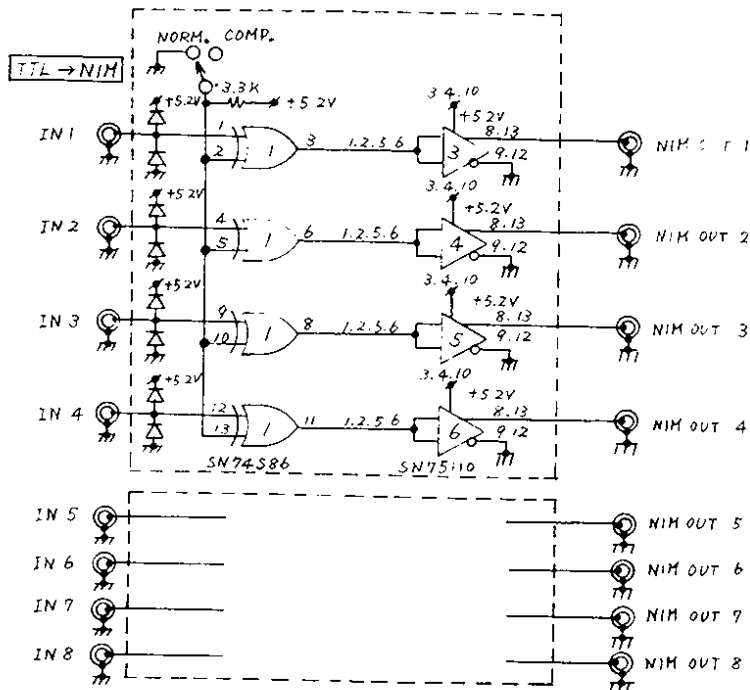 NORM. COMP.
TTL → NIM
3.3K
+5.2V
+5.2V
3.4.10
+5.2V
8.13
IN 1
1
2
1
3
1.2.5.6
3
9.12
NIM
1
+5.2V
3.4.10
+5.2V
8.13
IN 2
4
5
1
6
1.2.5.6
4
9.12
NIM OUT 2
+5.2V
3.4.10
+5.2V
8.13
IN 3
9
10
1
8
1.2.5.6
5
9.12
NIM OUT 3
+5.2V
3.4.10
+5.2V
8.13
IN 4
12
13
1
11
1.2.5.6
6
9.12
NIM OUT 4
SN74S86
SN75110
IN 5
NIM OUT 5
IN 6
NIM OUT 6
IN 7
NIM OUT 7
IN 8
NIM OUT 8